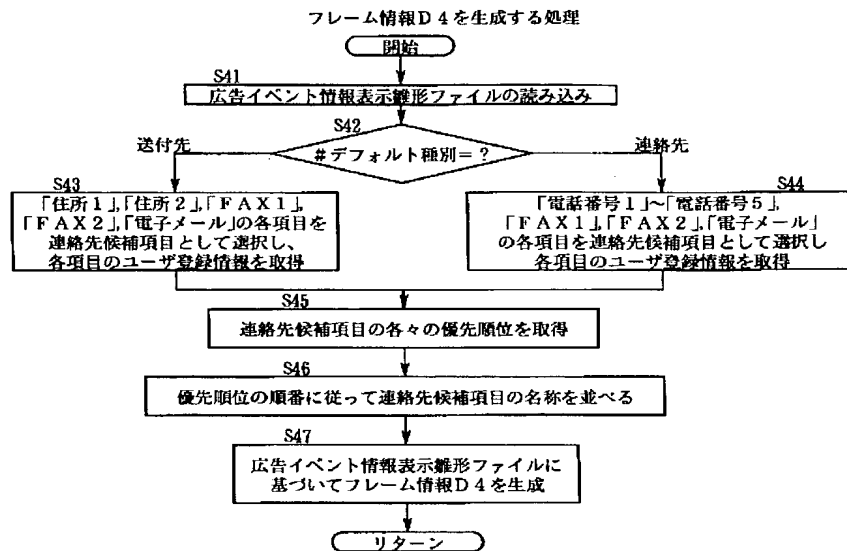 フレーム情報D4を生成する処理
開始
S41
広告イベント情報表示雛形ファイルの読み込み
S42
#デフォルト種別=?
送付先
連絡先
S43
「住所1」,「住所2」,「FAX1」,
「FAX2」,「電子メール」の各項目を
連絡先候補項目として選択し、
各項目のユーザ登録情報を取得
S44
「電話番号1」~「電話番号5」,
「FAX1」,「FAX2」,「電子メール」
の各項目を連絡先候補項目として選択し
各項目のユーザ登録情報を取得
S45
連絡先候補項目の各々の優先順位を取得
S46
優先順位の順番に従って連絡先候補項目の名称を並べる
S47
広告イベント情報表示雛形ファイルに
基づいてフレーム情報D4を生成
リターン